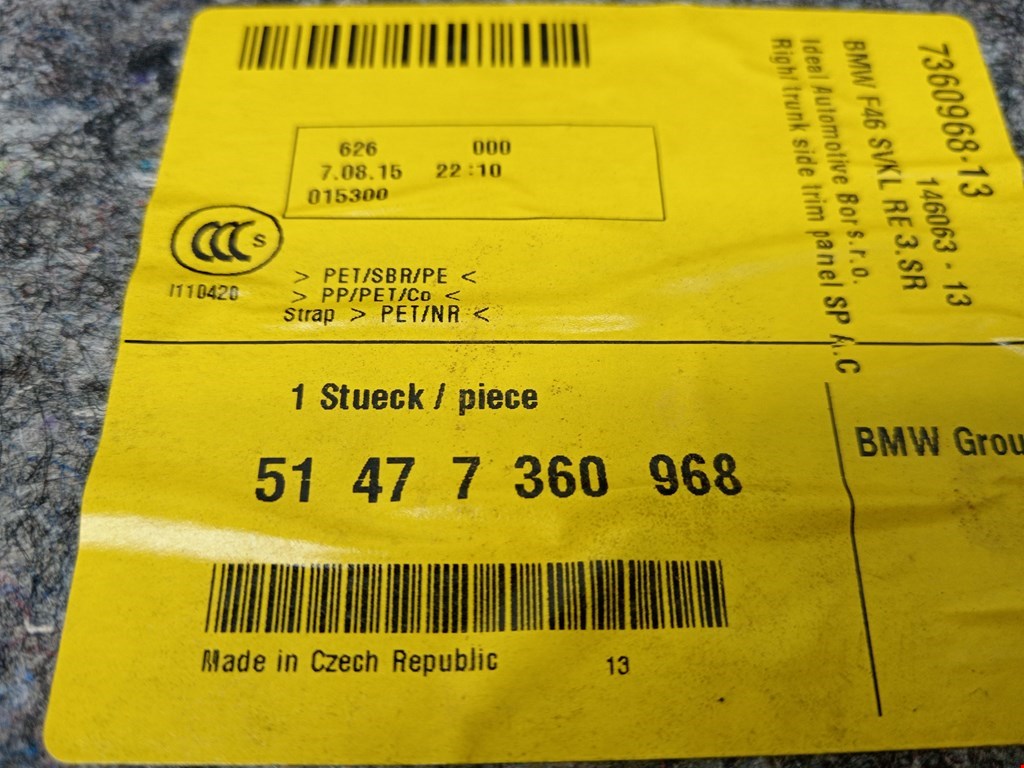 626 000
7.08.15 22:10
015300
CCC S
I110420
> PET/SBR/PE <
> PP/PET/Co <
Strap > PET/NR <
7360968-13
146063 - 13
BMW F46 SVKL RE 3.SR
Ideal Automotive Bor s.r.o.
Right trunk side trim panel SP A.C
1 Stueck / piece
51 47 7 360 968
BMW Grou
Made in Czech Republic 13